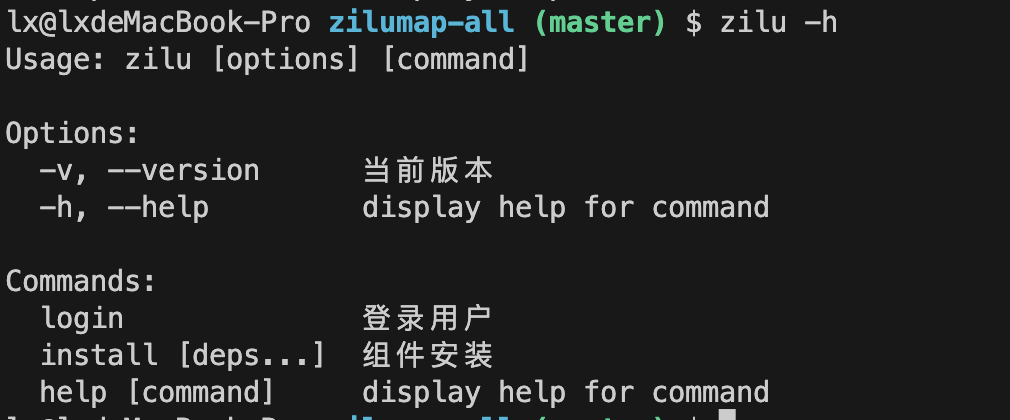 lx@lxdeMacBook-Pro zilumap-all (master) $ zilu -h
Usage: zilu [options] [command]
Options:
-v, --version 当前版本
-h, --help display help for command
Commands:
login 登录用户
install [deps...] 组件安装
help [command] display help for command